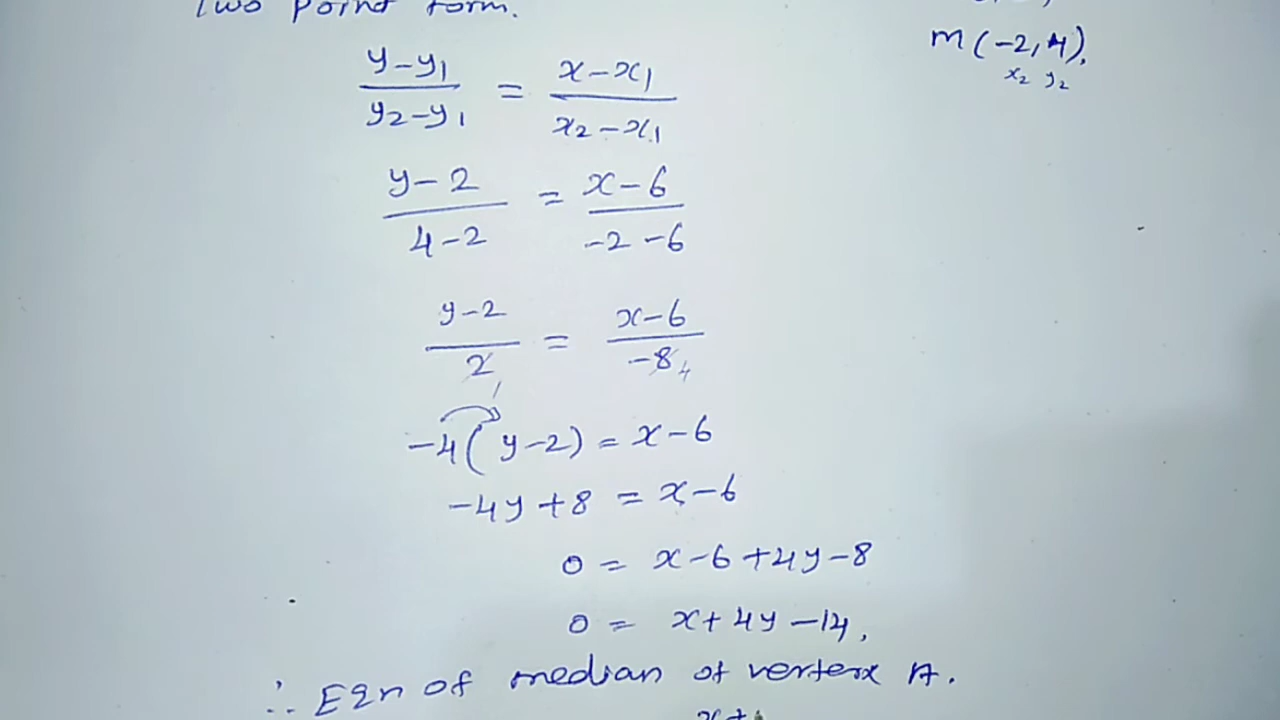 Two point form.
m(-2,4).
x2 y2
y-y1/y2-y1 = x-x1/x2-x1
y-2/4-2 = x-6/-2-6
y-2/2 1 = x-6/-8 4
-4(y-2) = x-6
-4y+8 = x-6
0 = x-6+4y-8
0 = x+4y-14,
∴ Eqn of median of vertex A.
x+